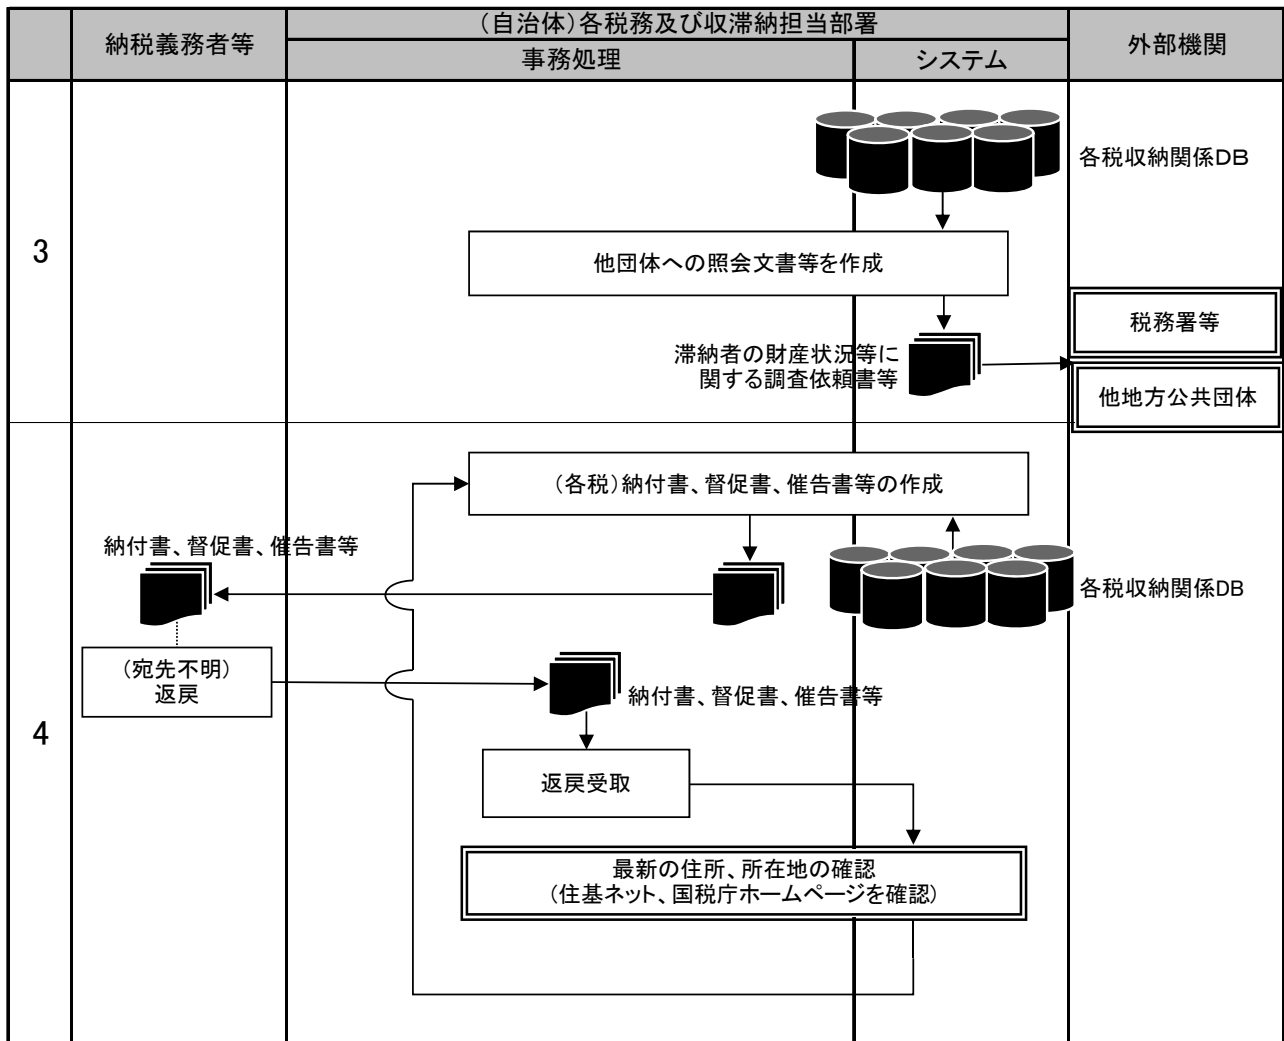 納税義務者等
(自治体)各税務及び収滞納担当部署
事務処理
システム
外部機関
3
各税収納関係DB
他団体への照会文書等を作成
税務署等
滞納者の財産状況等に
関する調査依頼書等
他地方公共団体
4
(各税)納付書、督促書、催告書等の作成
納付書、督促書、催告書等
各税収納関係DB
(宛先不明)
返戻
納付書、督促書、催告書等
返戻受取
最新の住所、所在地の確認
(住基ネット、国税庁ホームページを確認)